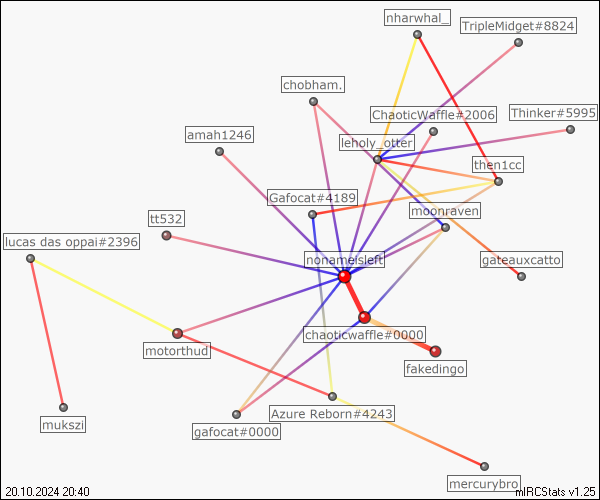 nharwhal_
TripleMidget#8824
chobham.
ChaoticWaffle#2006
Thinker#5995
amah1246
leholy_otter
then1cc
Gafocat#4189
moonraven
tt532
lucas das oppai#2396
nonameisleft
gateauxcatto
chaoticwaffle#0000
motorthud
fakedingo
mukszi
Azure Reborn#4243
gafocat#0000
mercurybro
20.10.2024 20:40
mIRCStats v1.25